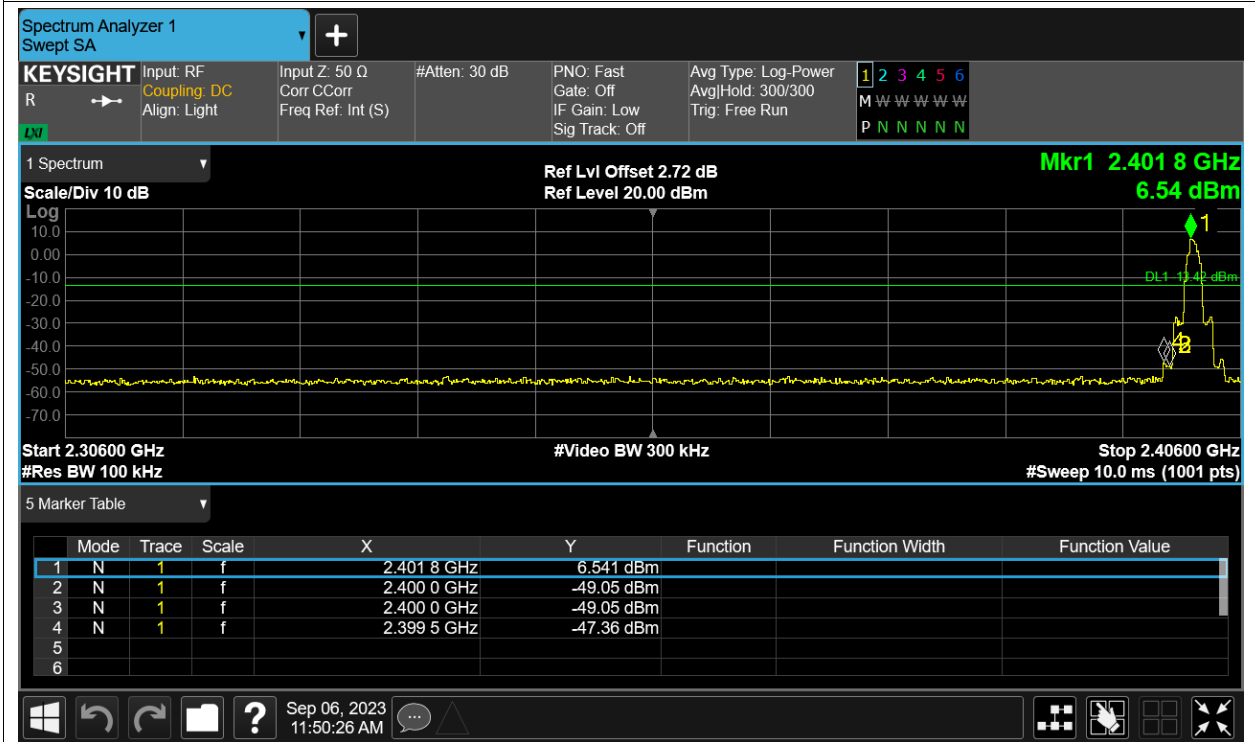 Spectrum Analyzer 1
Swept SA
+
KEYSIGHT Input: RF Input Z: 50 Ω #Atten: 30 dB PNO: Fast Avg Type: Log-Power 1 2 3 4 5 6
R Coupling: DC Corr CCorr Gate: Off Avg|Hold: 300/300 M W W W W W
Align: Light Freq Ref: Int (S) IF Gain: Low Trig: Free Run
LXI Sig Track: Off P N N N N N
1 Spectrum Ref Lvl Offset 2.72 dB Mkr1 2.401 8 GHz
Scale/Div 10 dB Ref Level 20.00 dBm 6.54 dBm
Log
1
10.0
0.00
-10.0
DL1 -13.42 dBm
-20.0
-30.0
-40.0
4 2
-50.0
-60.0
-70.0
Start 2.30600 GHz #Video BW 300 kHz Stop 2.40600 GHz
#Res BW 100 kHz #Sweep 10.0 ms (1001 pts)
5 Marker Table
Mode Trace Scale X Y Function Function Width Function Value
1 N 1 f 2.401 8 GHz 6.541 dBm
2 N 1 f 2.400 0 GHz -49.05 dBm
3 N 1 f 2.400 0 GHz -49.05 dBm
4 N 1 f 2.399 5 GHz -47.36 dBm
5
6
? Sep 06, 2023
11:50:26 AM